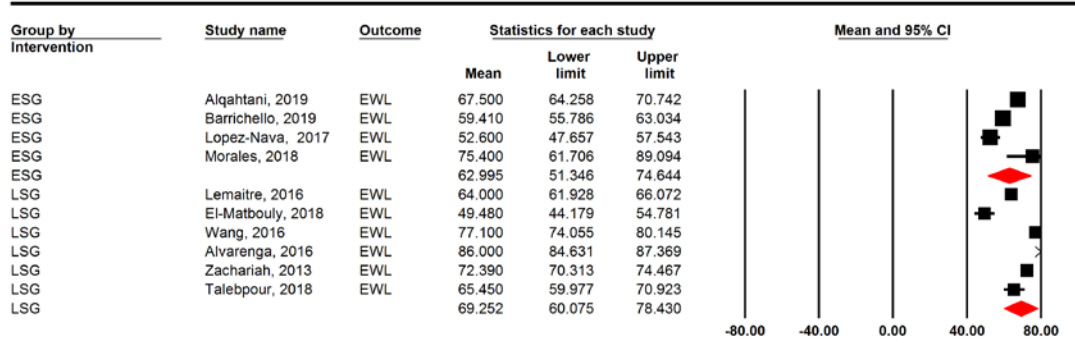 Group by Study name Outcome Statistics for each study Mean and 95% CI
Intervention
Lower Upper
Mean limit limit
ESG Alqahtani, 2019 EWL 67.500 64.258 70.742
ESG Barrichello, 2019 EWL 59.410 55.786 63.034
ESG Lopez-Nava, 2017 EWL 52.600 47.657 57.543
ESG Morales, 2018 EWL 75.400 61.706 89.094
ESG 62.995 51.346 74.644
LSG Lemaitre, 2016 EWL 64.000 61.928 66.072
LSG El-Matbouly, 2018 EWL 49.480 44.179 54.781
LSG Wang, 2016 EWL 77.100 74.055 80.145
LSG Alvarenga, 2016 EWL 86.000 84.631 87.369
LSG Zachariah, 2013 EWL 72.390 70.313 74.467
LSG Talebpour, 2018 EWL 65.450 59.977 70.923
LSG 69.252 60.075 78.430
-80.00 -40.00 0.00 40.00 80.00